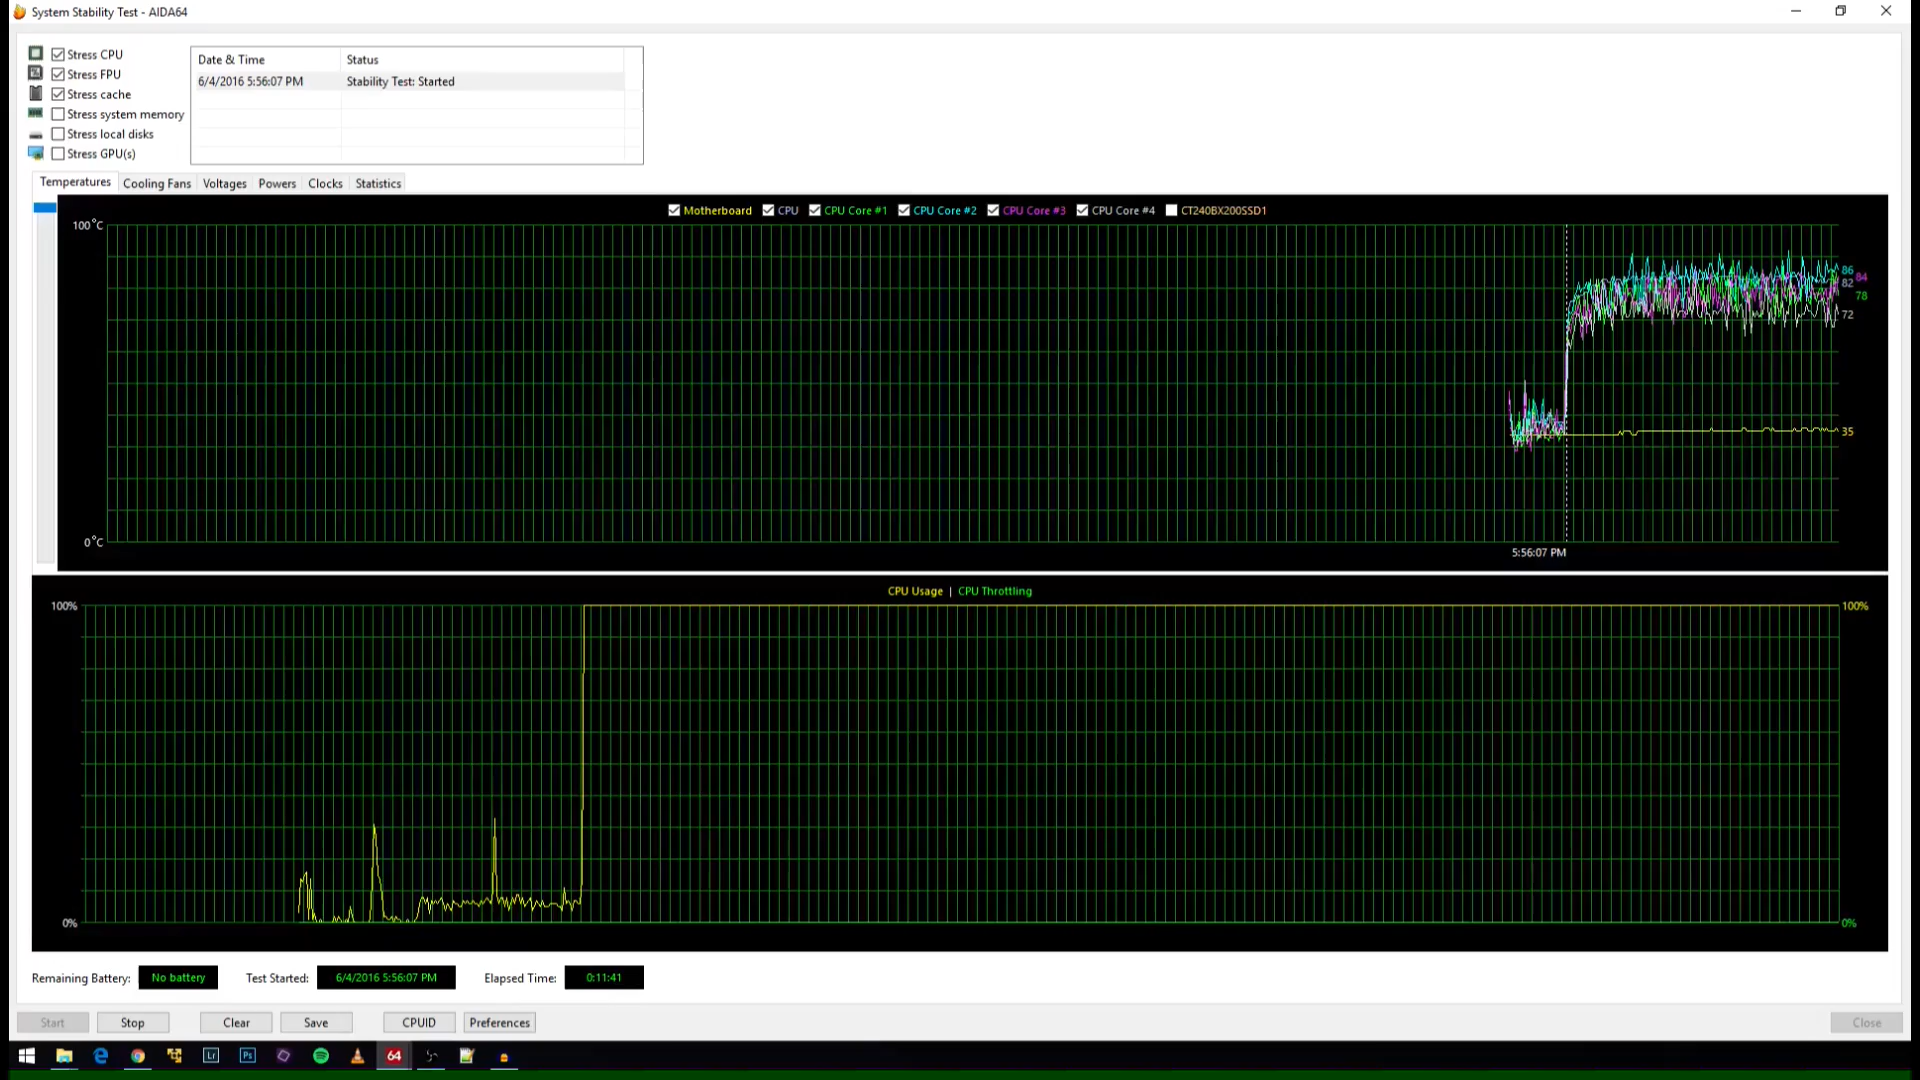 System Stability Test - AIDA64
Stress CPU
Stress FPU
Stress cache
Stress system memory
Stress local disks
Stress GPU(s)
Date & Time Status
6/4/2016 5:56:07 PM Stability Test: Started
Temperatures Cooling Fans Voltages Powers Clocks Statistics
Motherboard CPU CPU Core #1 CPU Core #2 CPU Core #3 CPU Core #4 CT240BX200SSD1
100°C
86 84
82
78
72
35
0°C
5:56:07 PM
CPU Usage | CPU Throttling
100% 100%
0% 0%
Remaining Battery: No battery Test Started: 6/4/2016 5:56:07 PM Elapsed Time: 0:11:41
Start Stop Clear Save CPUID Preferences Close
Lr Ps 64